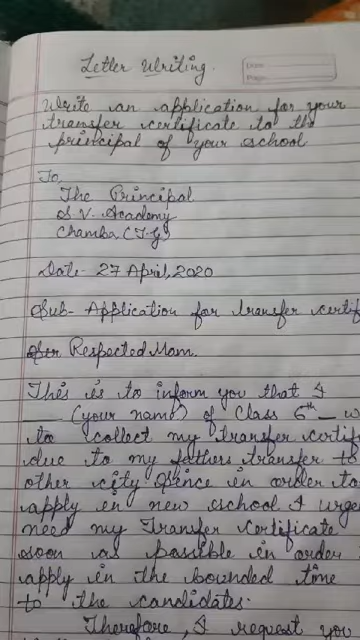 Letter Writing.
Date:
Page:
Write an application for your
transfer certificate to the
principal of your school
To,
The Principal
S.V. Academy
Chamba (T.G)
Date- 27 April, 2020
Sub- Application for transfer certif
Respected Mam.
This is to inform you that I
___ (your name) of Class 6th _ w
to collect my transfer certif
due to my fathers transfer to
other city. Since in order to
apply in new school I urge
need my Transfer Certificate
soon as possible in order
apply in the bounded time
to the candidates.
Therefore, I request you